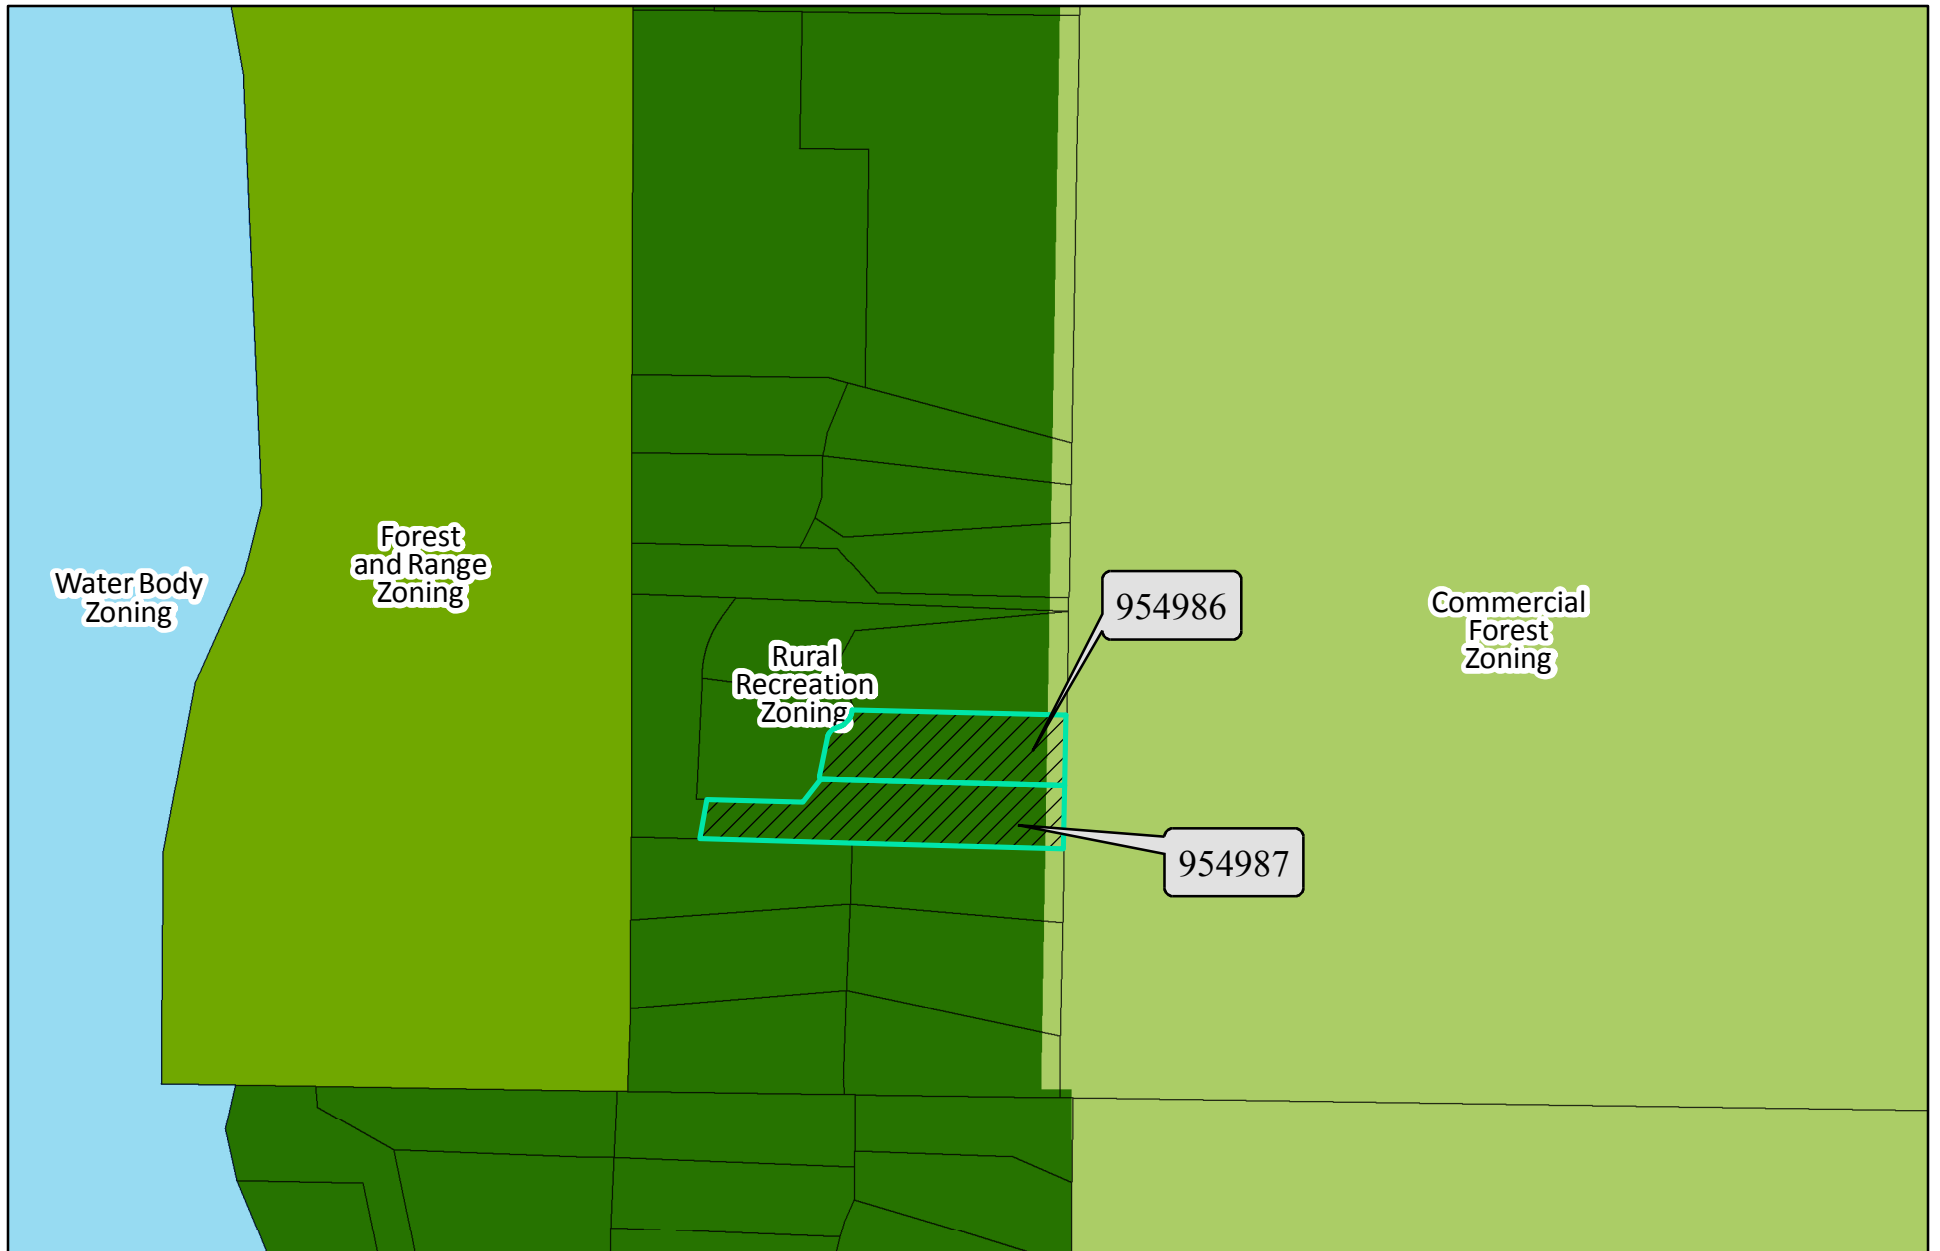 Water Body
Zoning
Forest
and Range
Zoning
Rural
Recreation
Zoning
954986
954987
Commercial
Forest
Zoning